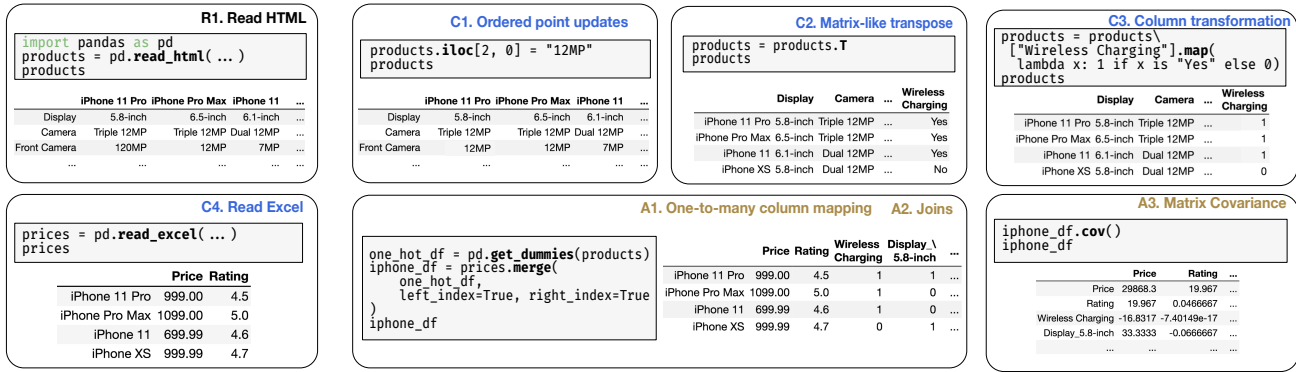 R1. Read HTML
import pandas as pd
products = pd.read_html( … )
products
iPhone 11 Pro iPhone Pro Max iPhone 11 ...
Display 5.8-inch 6.5-inch 6.1-inch ...
Camera Triple 12MP Triple 12MP Dual 12MP ...
Front Camera 120MP 12MP 7MP ...
... ... ... ... ...
C1. Ordered point updates
products.iloc[2, 0] = "12MP"
products
iPhone 11 Pro iPhone Pro Max iPhone 11 ...
Display 5.8-inch 6.5-inch 6.1-inch ...
Camera Triple 12MP Triple 12MP Dual 12MP ...
Front Camera 12MP 12MP 7MP ...
... ... ... ... ...
C2. Matrix-like transpose
products = products.T
products
Display Camera ... Wireless
Charging
iPhone 11 Pro 5.8-inch Triple 12MP ... Yes
iPhone Pro Max 6.5-inch Triple 12MP ... Yes
iPhone 11 6.1-inch Dual 12MP ... Yes
iPhone XS 5.8-inch Dual 12MP ... No
C3. Column transformation
products = products\
["Wireless Charging"].map(
lambda x: 1 if x is "Yes" else 0)
products
Display Camera ... Wireless
Charging
iPhone 11 Pro 5.8-inch Triple 12MP ... 1
iPhone Pro Max 6.5-inch Triple 12MP ... 1
iPhone 11 6.1-inch Dual 12MP ... 1
iPhone XS 5.8-inch Dual 12MP ... 0
C4. Read Excel
prices = pd.read_excel( … )
prices
Price Rating
iPhone 11 Pro 999.00 4.5
iPhone Pro Max 1099.00 5.0
iPhone 11 699.99 4.6
iPhone XS 999.99 4.7
A1. One-to-many column mapping A2. Joins
one_hot_df = pd.get_dummies(products)
iphone_df = prices.merge(
one_hot_df,
left_index=True, right_index=True
)
iphone_df
Price Rating Wireless Display_\
Charging 5.8-inch ...
iPhone 11 Pro 999.00 4.5 1 1 ...
iPhone Pro Max 1099.00 5.0 1 0 ...
iPhone 11 699.99 4.6 1 0 ...
iPhone XS 999.99 4.7 0 1 ...
A3. Matrix Covariance
iphone_df.cov()
iphone_df
Price Rating ...
Price 29868.3 19.967 ...
Rating 19.967 0.0466667 ...
Wireless Charging -16.8317 -7.40149e-17 ...
Display_5.8-inch 33.3333 -0.0666667 ...
... ... ... ...